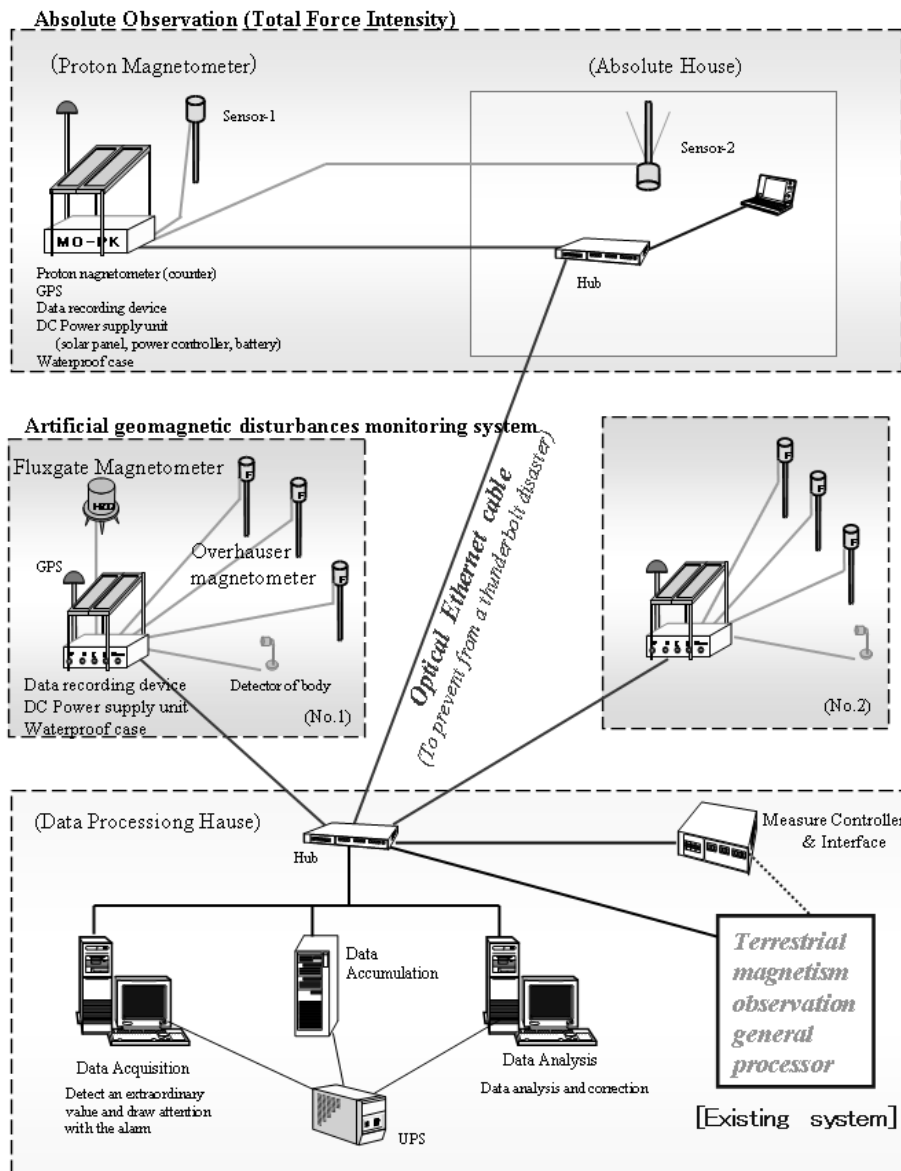 Absolute Observation (Total Force Intensity)
(Proton Magnetometer)
(Absolute House)
Sensor-1
Sensor-2
MO-PK
Hub
Proton nagnetometer (counter)
GPS
Data recording device
DC Power supply unit
(solar panel, power controller, battery)
Waterproof case
Artificial geomagnetic disturbances monitoring system
Fluxgate Magnetometer
HZD
F
F
Overhauser
magnetometer
F
GPS
Data recording device
DC Power supply unit
Waterproof case
Detector of body
(No.1)
Optical Ethernet cable
(To prevent from a thunderbolt disaster)
F
F
F
(No.2)
(Data Processiong Hause)
Hub
Measure Controller
& Interface
Data
Accumulation
Terrestrial
magnetism
observation
general
processor
Data Acquisition
Detect an extraordinary
value and draw attention
with the alarm
Data Analysis
Data analysis and correction
UPS
[Existing system]